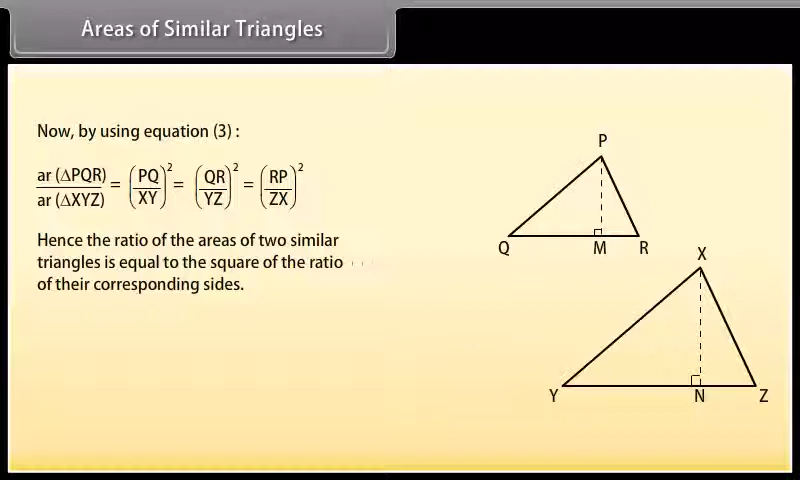 Areas of Similar Triangles
Now, by using equation (3) :
ar (∆PQR) / ar (∆XYZ) = (PQ / XY)² = (QR / YZ)² = (RP / ZX)²
Hence the ratio of the areas of two similar
triangles is equal to the square of the ratio
of their corresponding sides.
P
Q M R
X
Y N Z